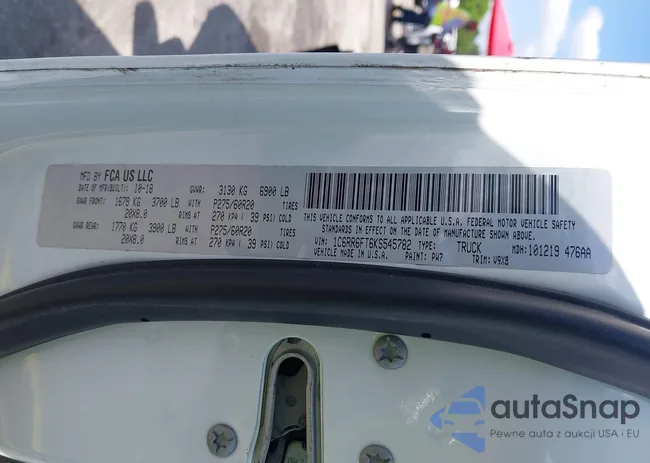 MFD BY FCA US LLC
DATE OF MFR(BUILT): 10-18 GVWR: 3130 KG 6900 LB
GAWR FRONT: 1679 KG 3700 LB WITH P275/60R20 TIRES
20X8.0 RIMS AT 270 KPA ( 39 PSI) COLD
GAWR REAR: 1770 KG 3900 LB WITH P275/60R20 TIRES
20X8.0 RIMS AT 270 KPA ( 39 PSI) COLD
THIS VEHICLE CONFORMS TO ALL APPLICABLE U.S.A. FEDERAL MOTOR VEHICLE SAFETY
STANDARDS IN EFFECT ON THE DATE OF MANUFACTURE SHOWN ABOVE.
VIN: 1C6RR6FT8KS545782 TYPE: TRUCK MDH: 101219 476AA
VEHICLE MADE IN U.S.A. PAINT: PW7 TRIM: V9X8
autaSnap
Pewne auta z aukcji USA i EU